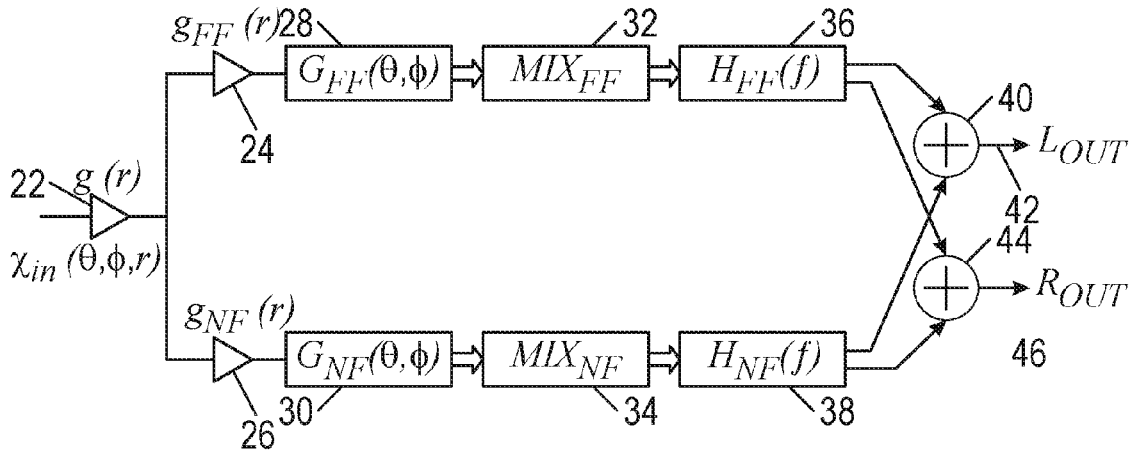 g_FF (r) 28 32 36
G_FF(θ,ϕ) MIX_FF H_FF(f)
24 40
22 g (r) L_OUT
42
χ_in (θ,ϕ,r) 44
g_NF (r) R_OUT
G_NF(θ,ϕ) MIX_NF H_NF(f) 46
26 30 34 38